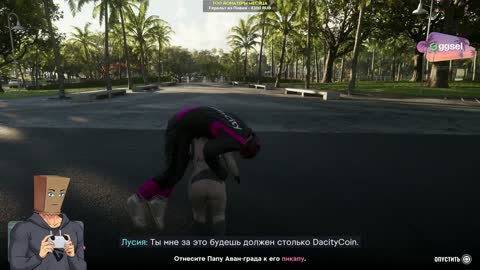 ТОП ДОНАТЕРЫ МЕСЯЦА
ggsel
Лусия: Ты мне за это будешь должен столько DacityCoin.
Отнесите Папу Аван-града к его пикапу.
ОПУСТИТЬ